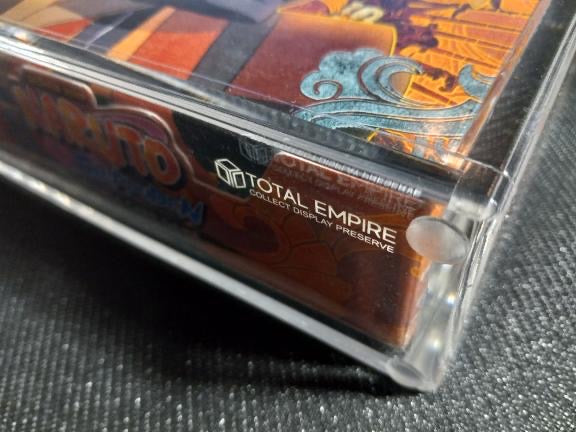 NARUTO
TOTAL EMPIRE
COLLECT DISPLAY PRESERVE